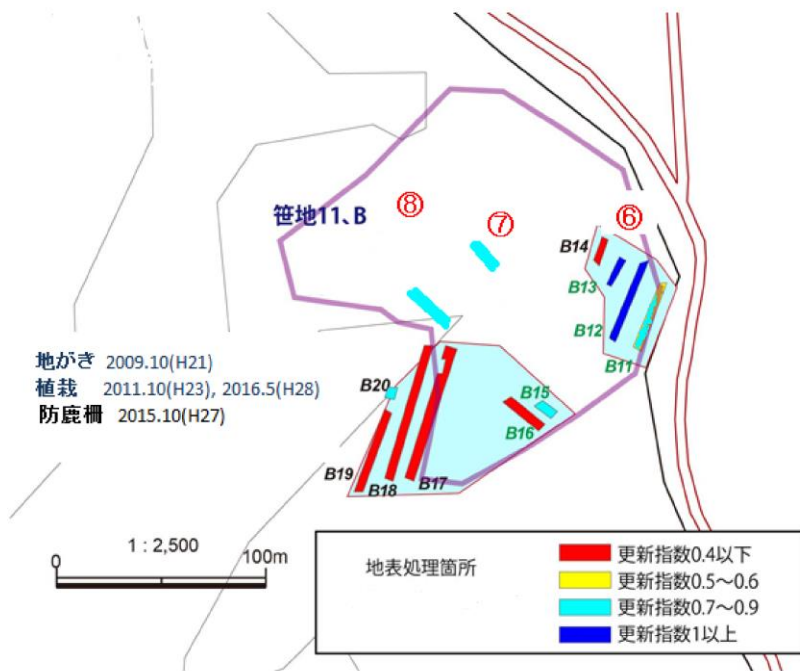 笹地11、B
⑧
⑦
⑥
B14
B13
B12
B11
地がき 2009.10(H21)
植栽 2011.10(H23), 2016.5(H28)
防鹿柵 2015.10(H27)
B20
B15
B16
B19
B18
B17
1 : 2,500
0
100m
地表処理箇所
更新指数0.4以下
更新指数0.5~0.6
更新指数0.7~0.9
更新指数1以上